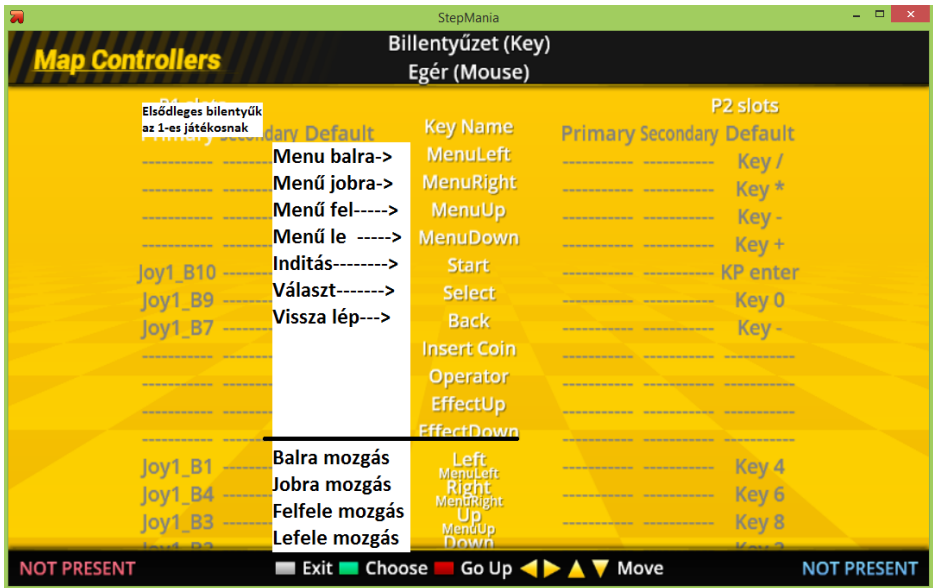 StepMania
Map Controllers
Billentyűzet (Key)
Egér (Mouse)
P2 slots
Elsődleges bilentyűk
az 1-es játékosnak
Primary Secondary Default Key Name Primary Secondary Default
Menu balra-> MenuLeft Key /
Menű jobra-> MenuRight Key *
Menű fel-----> MenuUp Key -
Menű le -----> MenuDown Key +
Joy1_B10 Inditás--------> Start KP enter
Joy1_B9 Választ-------> Select Key 0
Joy1_B7 Vissza lép---> Back Key -
Insert Coin
Operator
EffectUp
EffectDown
Joy1_B1 Balra mozgás Left MenuLeft Key 4
Joy1_B4 Jobra mozgás Right MenuRight Key 6
Joy1_B3 Felfele mozgás Up MenuUp Key 8
Lefele mozgás Down
NOT PRESENT Exit Choose Go Up Move NOT PRESENT